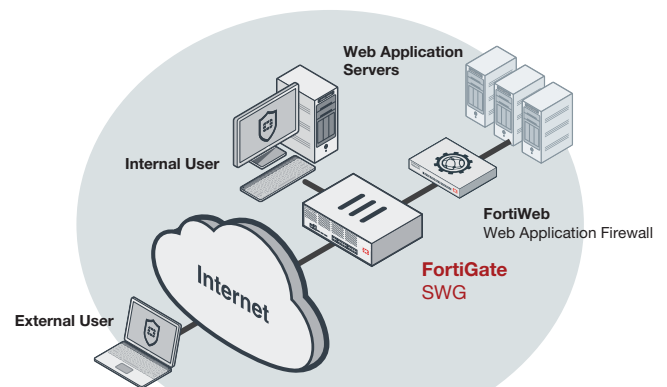 Web Application
Servers
Internal User
FortiWeb
Web Application Firewall
FortiGate
SWG
Internet
External User